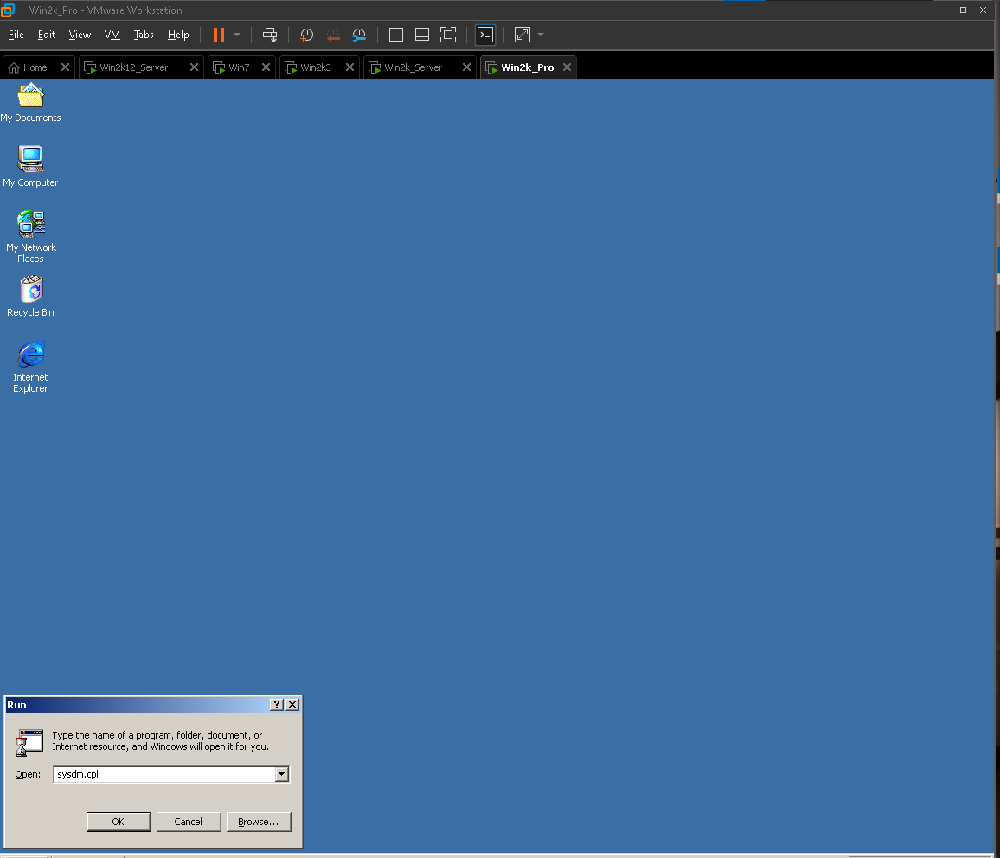 Win2k_Pro - VMware Workstation
File Edit View VM Tabs Help
Home Win2k12_Server Win7 Win2k3 Win2k_Server Win2k_Pro
My Documents
My Computer
My Network
Places
Recycle Bin
Internet
Explorer
Run
Type the name of a program, folder, document, or
Internet resource, and Windows will open it for you.
Open: sysdm.cpl
OK Cancel Browse...